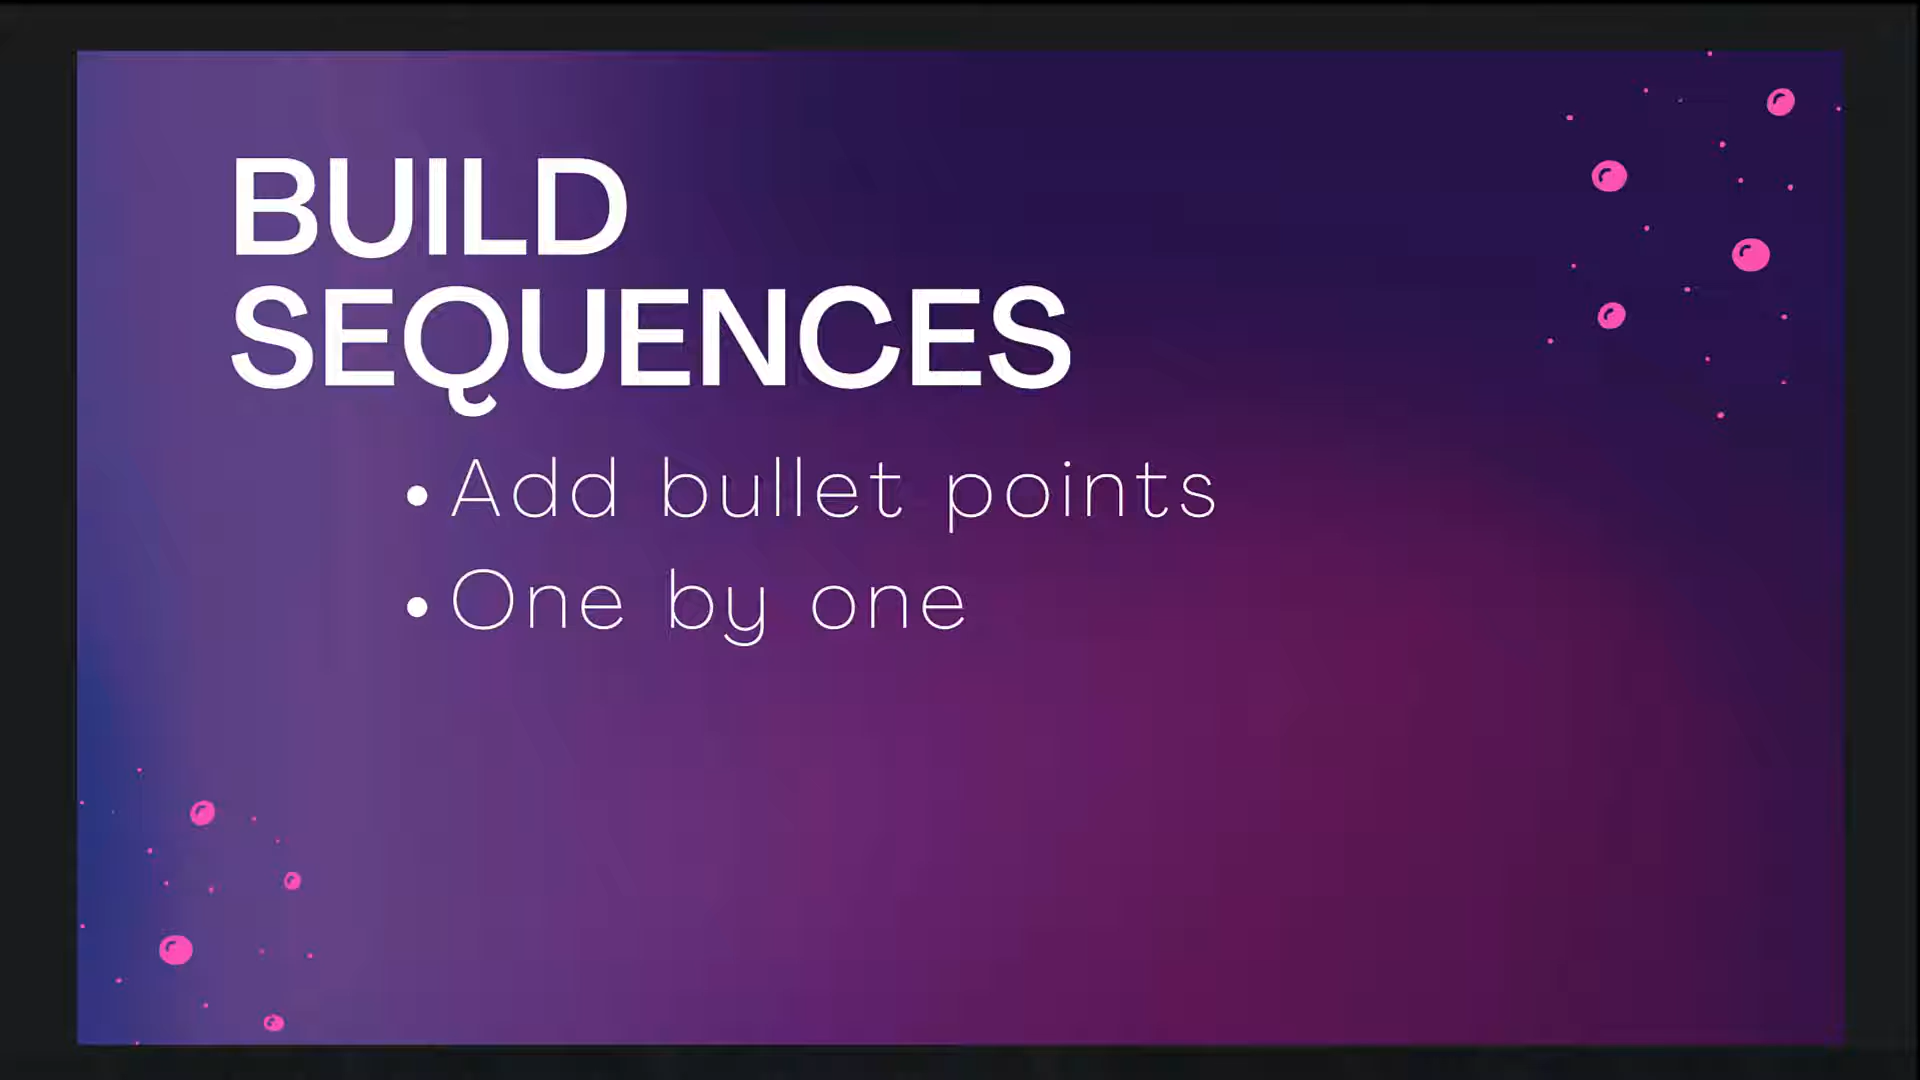 BUILD
SEQUENCES
• Add bullet points
• One by one